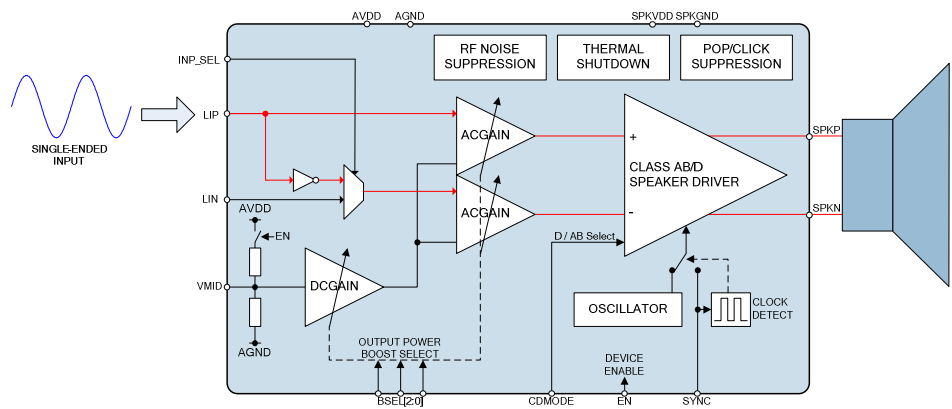 AVDD
AGND
SPKVDD
SPKGND
INP_SEL
RF NOISE
SUPPRESSION
THERMAL
SHUTDOWN
POP/CLICK
SUPPRESSION
LIP
SINGLE-ENDED
INPUT
ACGAIN
ACGAIN
+
CLASS AB/D
SPEAKER DRIVER
-
SPKP
SPKN
LIN
AVDD
EN
D / AB Select
VMID
DCGAIN
AGND
OSCILLATOR
CLOCK
DETECT
OUTPUT POWER
BOOST SELECT
DEVICE
ENABLE
BSEL[2:0]
CDMODE
EN
SYNC